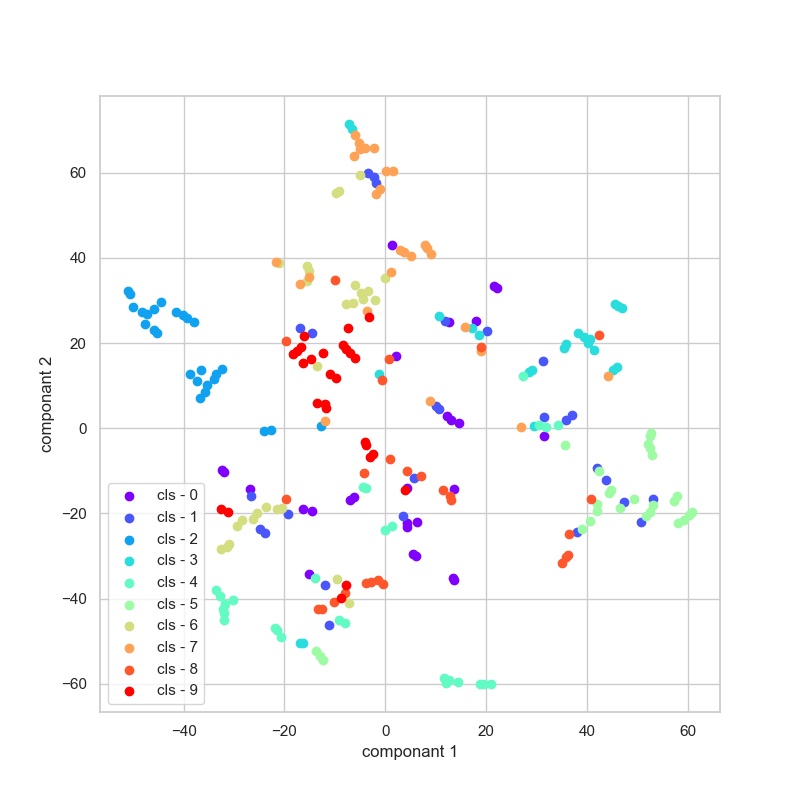 60
40
20
0
−20
−40
−60
componant 2
cls - 0
cls - 1
cls - 2
cls - 3
cls - 4
cls - 5
cls - 6
cls - 7
cls - 8
cls - 9
−40 −20 0 20 40 60
componant 1